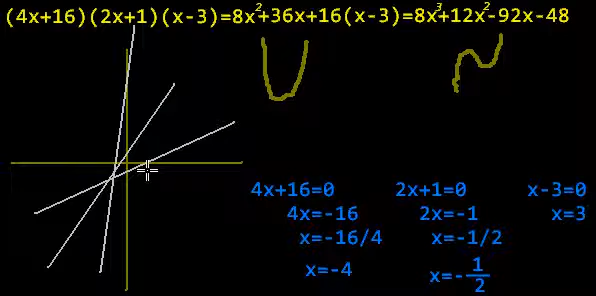 (4x+16)(2x+1)(x-3)=8x²+36x+16(x-3)=8x³+12x²-92x-48
4x+16=0 2x+1=0 x-3=0
4x=-16 2x=-1 x=3
x=-16/4 x=-1/2
x=-4 x=-1/2